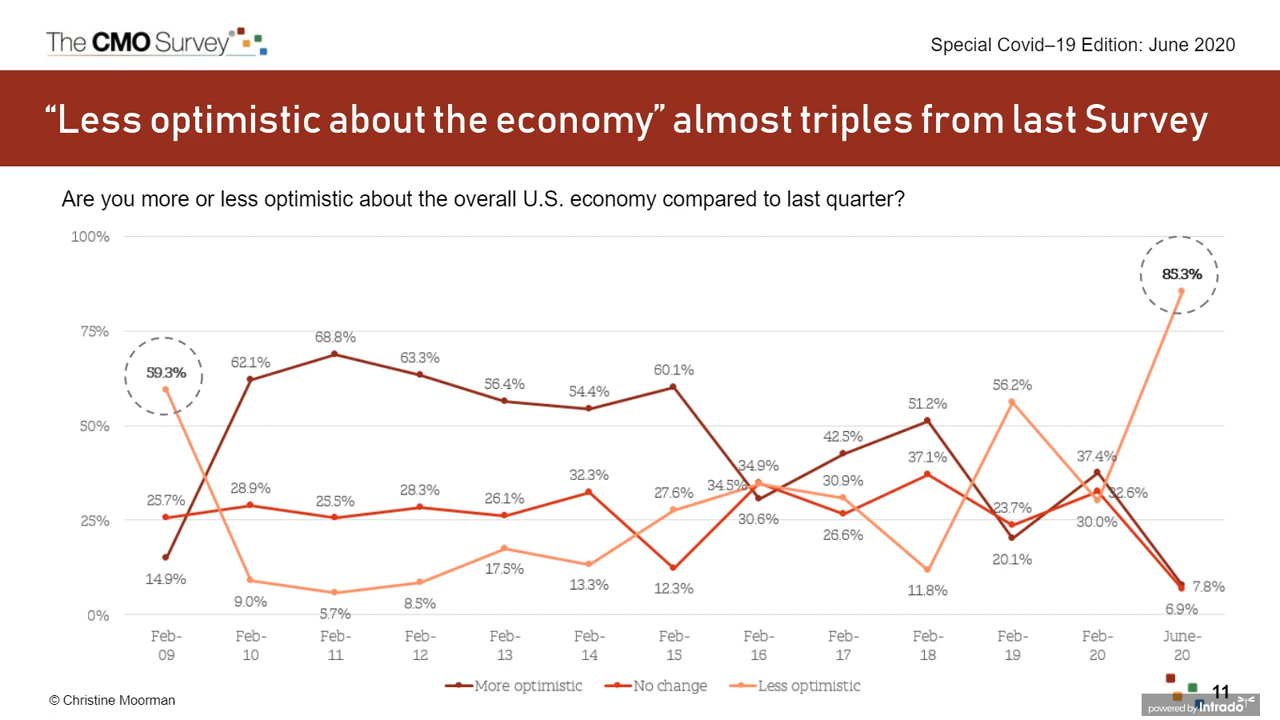 The CMO Survey®
Special Covid–19 Edition: June 2020
“Less optimistic about the economy” almost triples from last Survey
Are you more or less optimistic about the overall U.S. economy compared to last quarter?
100%
75%
50%
25%
0%
59.3%
25.7%
14.9%
62.1%
28.9%
9.0%
68.8%
25.5%
5.7%
63.3%
28.3%
8.5%
56.4%
26.1%
17.5%
54.4%
32.3%
13.3%
60.1%
27.6%
12.3%
34.9%
34.5%
30.6%
42.5%
30.9%
26.6%
51.2%
37.1%
11.8%
56.2%
23.7%
20.1%
37.4%
32.6%
30.0%
85.3%
7.8%
6.9%
Feb-09
Feb-10
Feb-11
Feb-12
Feb-13
Feb-14
Feb-15
Feb-16
Feb-17
Feb-18
Feb-19
Feb-20
June-20
More optimistic No change Less optimistic
© Christine Moorman
11
powered by Intrado